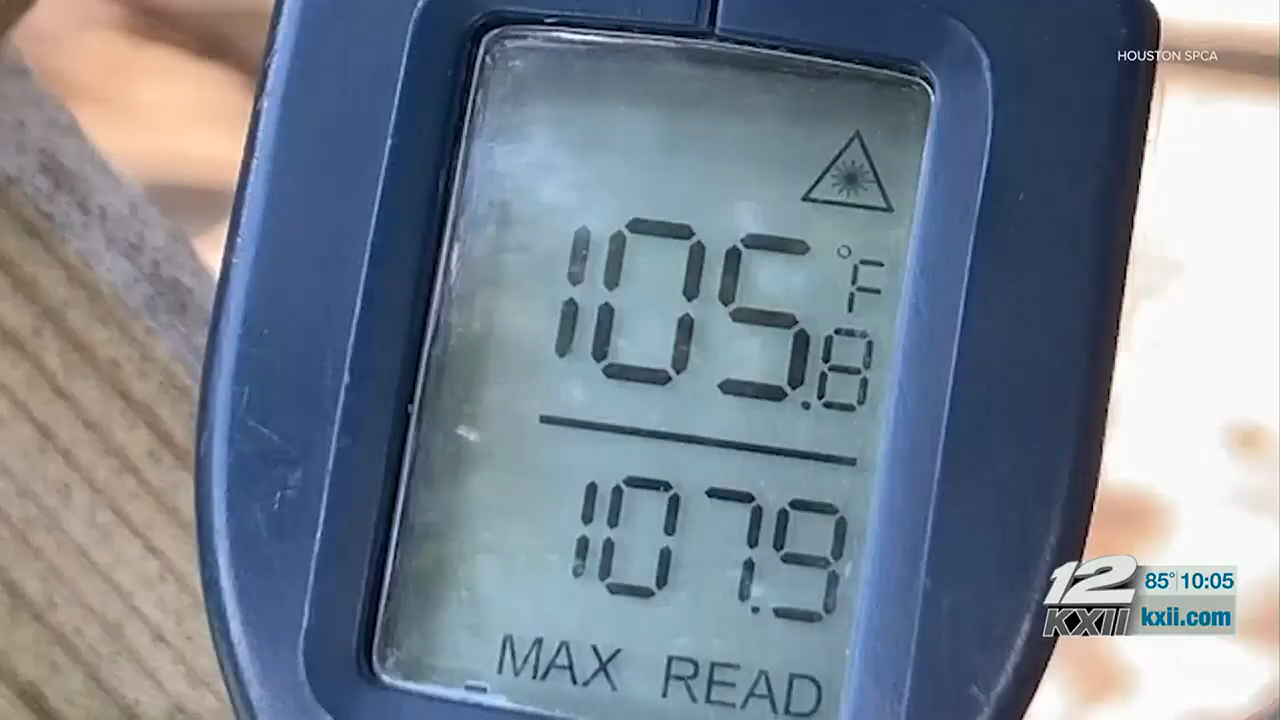 HOUSTON SPCA
105.8 °F
107.9
MAX READ
12 KXII
85° 10:05
kxii.com